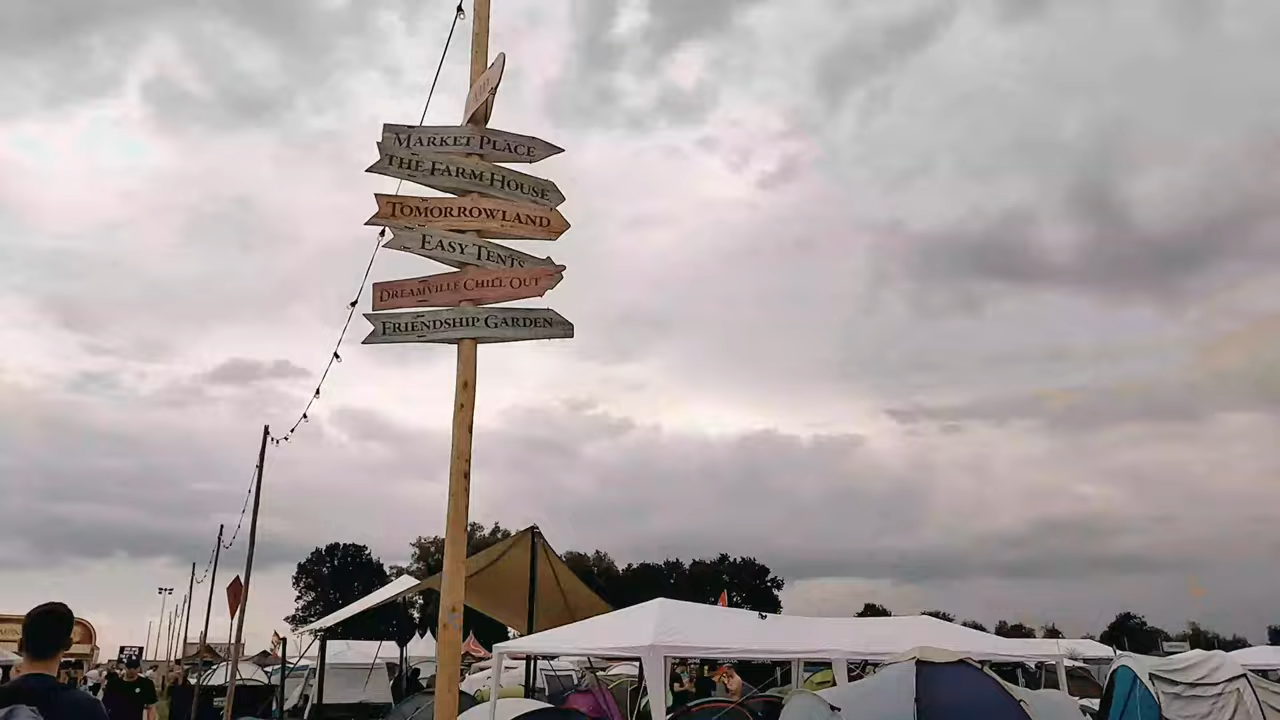 MARKET PLACE
THE FARM HOUSE
TOMORROWLAND
EASY TENTS
DREAMVILLE CHILL OUT
FRIENDSHIP GARDEN